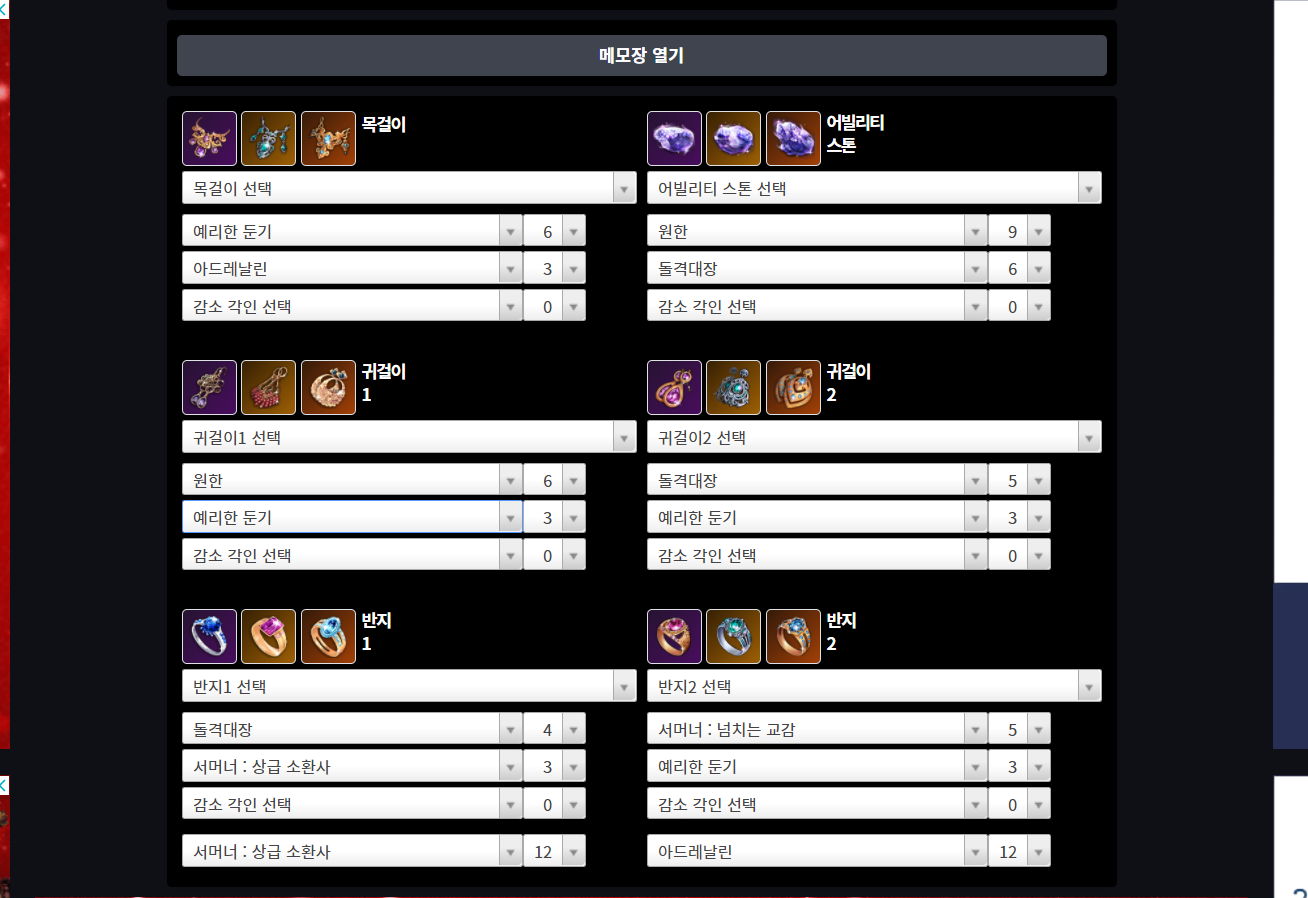 메모장 열기
목걸이
목걸이 선택
예리한 둔기 6
아드레날린 3
감소 각인 선택 0
어빌리티
스톤
어빌리티 스톤 선택
원한 9
돌격대장 6
감소 각인 선택 0
귀걸이
1
귀걸이1 선택
원한 6
예리한 둔기 3
감소 각인 선택 0
귀걸이
2
귀걸이2 선택
돌격대장 5
예리한 둔기 3
감소 각인 선택 0
반지
1
반지1 선택
돌격대장 4
서머너 : 상급 소환사 3
감소 각인 선택 0
반지
2
반지2 선택
서머너 : 넘치는 교감 5
예리한 둔기 3
감소 각인 선택 0
서머너 : 상급 소환사 12
아드레날린 12